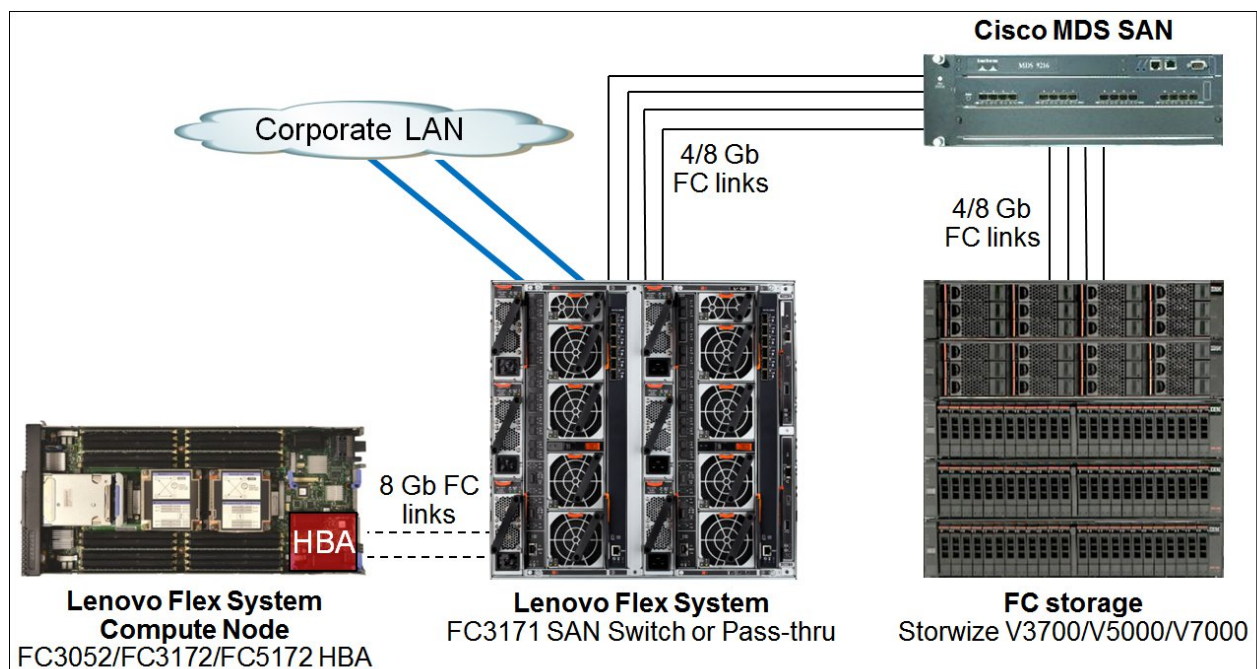 Cisco MDS SAN
MDS 9216
Corporate LAN
4/8 Gb
FC links
4/8 Gb
FC links
8 Gb FC
links
HBA
Lenovo Flex System
Compute Node
FC3052/FC3172/FC5172 HBA
Lenovo Flex System
FC3171 SAN Switch or Pass-thru
FC storage
Storwize V3700/V5000/V7000